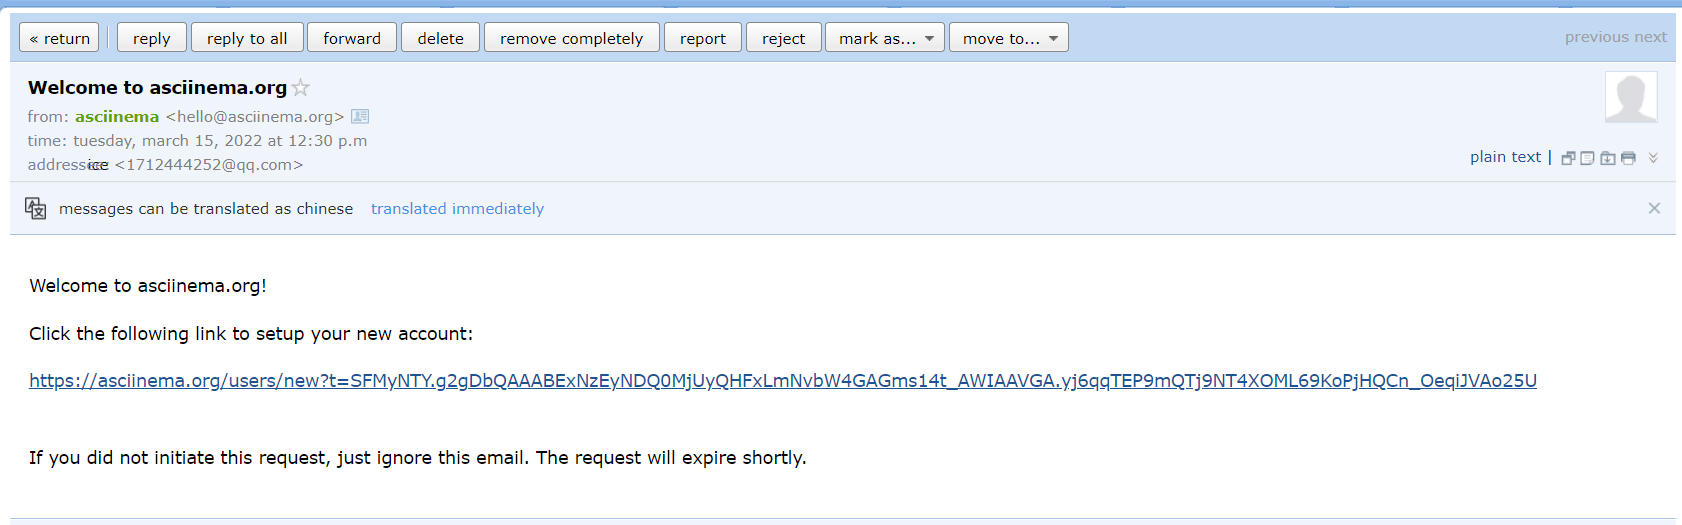 « return reply reply to all forward delete remove completely report reject mark as... move to... previous next
Welcome to asciinema.org
from: asciinema <hello@asciinema.org>
time: tuesday, march 15, 2022 at 12:30 p.m
<1712444252@qq.com>
plain text |
messages can be translated as chinese translated immediately
Welcome to asciinema.org!
Click the following link to setup your new account:
https://asciinema.org/users/new?t=SFMyNTY.g2gDbQAAABExNzEyNDQ0MjUyQHFxLmNvbW4GAGms14t_AWIAAVGA.yj6qqTEP9mQTj9NT4XOML69KoPjHQCn_OeqiJVAo25U
If you did not initiate this request, just ignore this email. The request will expire shortly.